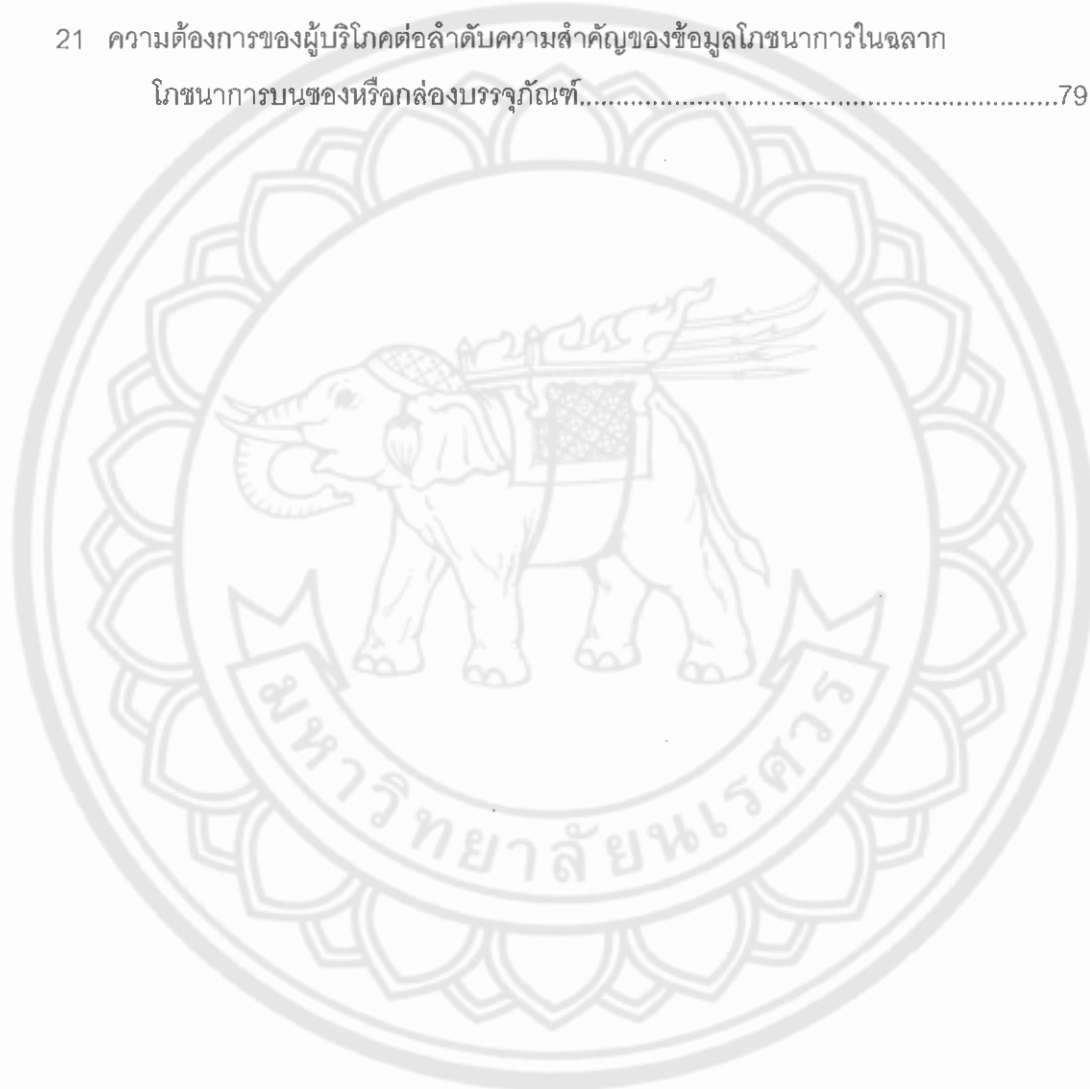 21 ความต้องการของผู้บริโภคต่อลำดับความสำคัญของข้อมูลโภชนาการในฉลาก
โภชนาการบนซองหรือกล่องบรรจุภัณฑ์....................................................................79
มหาวิทยาลัยนเรศวร